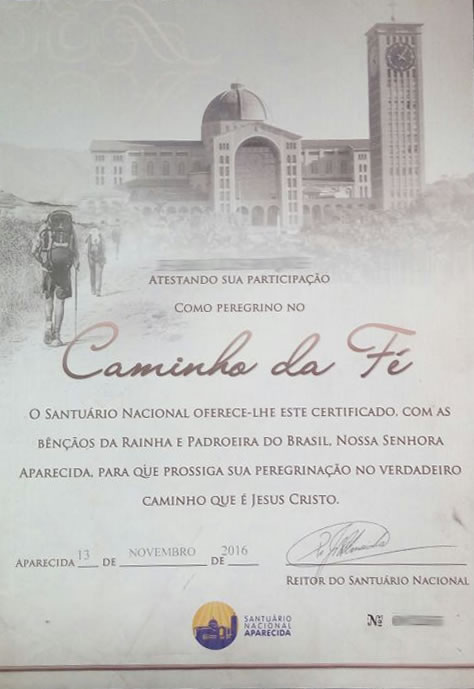 Atestando sua participação
como peregrino no
Caminho da Fé
O Santuário Nacional oferece-lhe este certificado, com as
bênçãos da Rainha e Padroeira do Brasil, Nossa Senhora
Aparecida, para que prossiga sua peregrinação no verdadeiro
caminho que é Jesus Cristo.
Aparecida 13 de NOVEMBRO de 2016
Reitor do Santuário Nacional
SANTUÁRIO
NACIONAL
APARECIDA
Nº